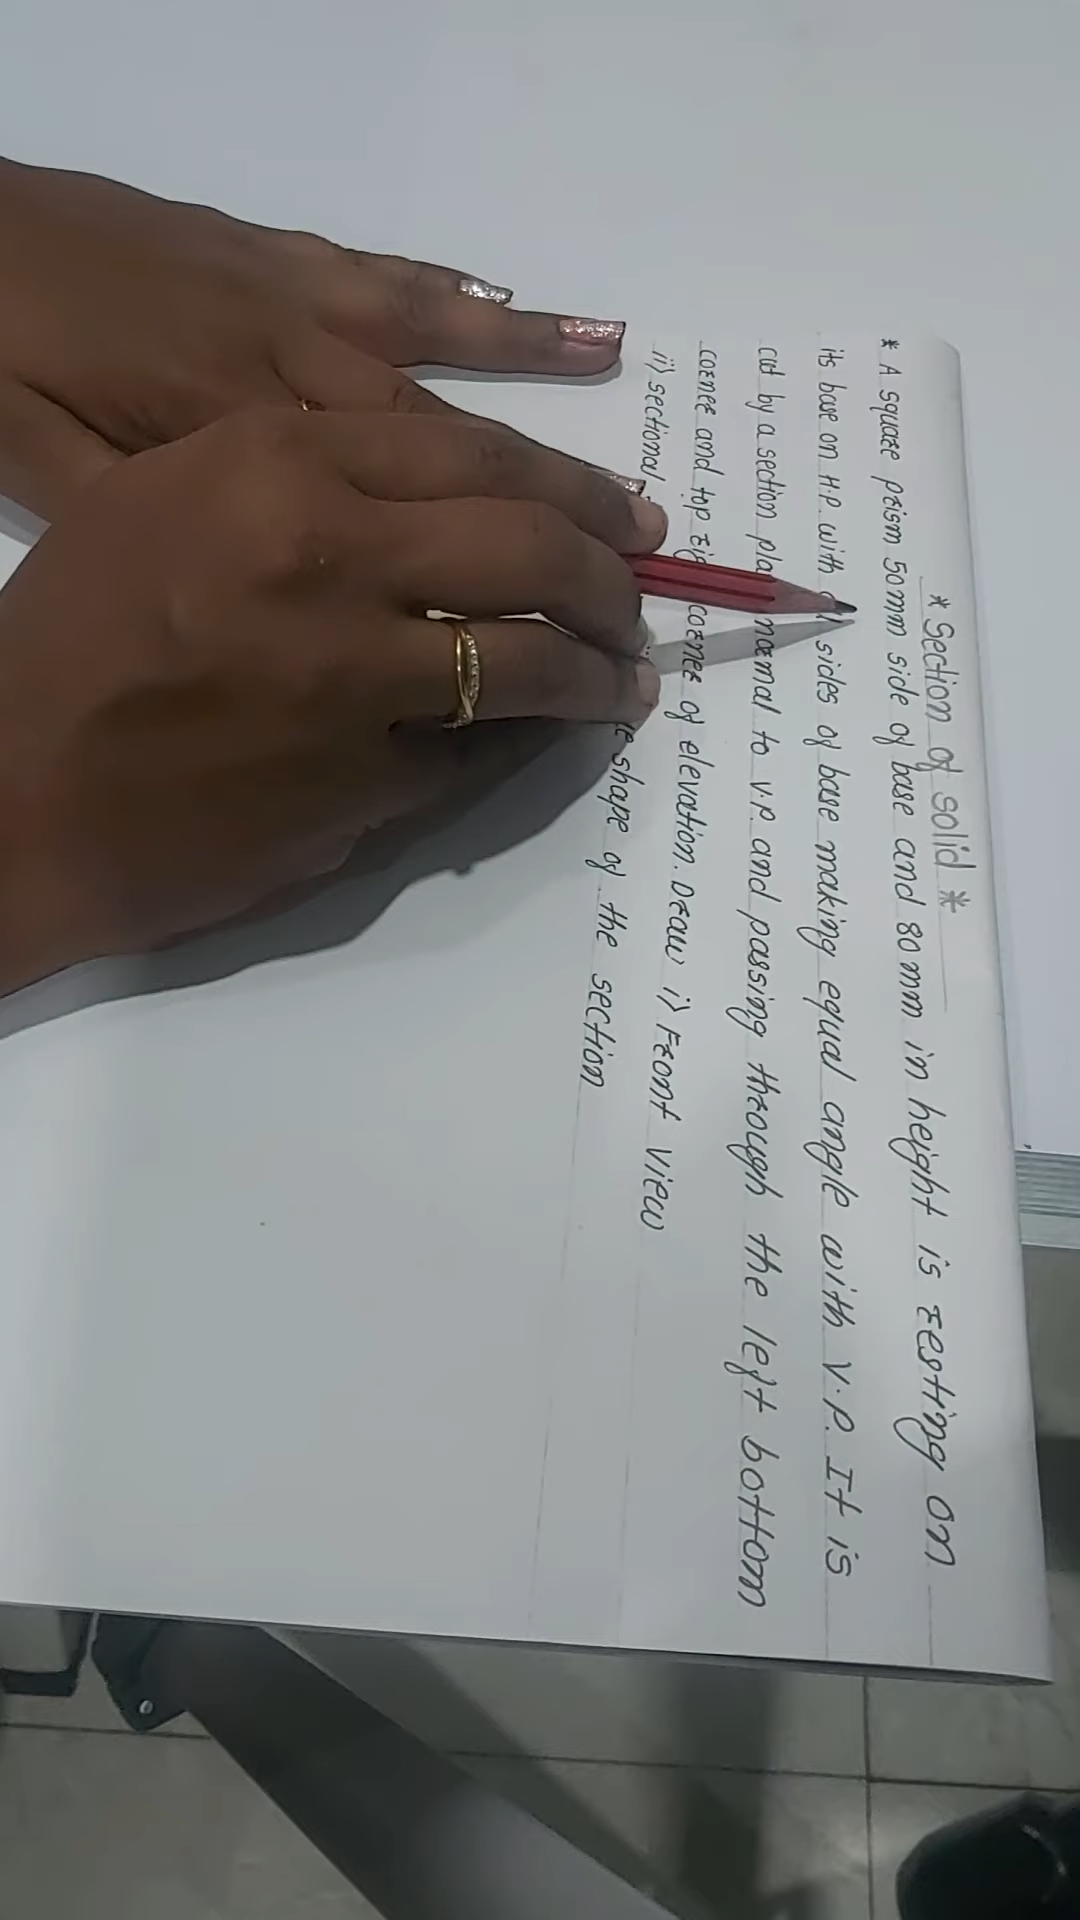 * Section of solid *
* A square prism 50mm side of base and 80mm in height is resting on
its base on H.P. with all sides of base making equal angle with V.P. It is
cut by a section normal to V.P. and passing through the left bottom
corner and top corner of elevation. Draw i) Front view
ii) sectional shape of the section